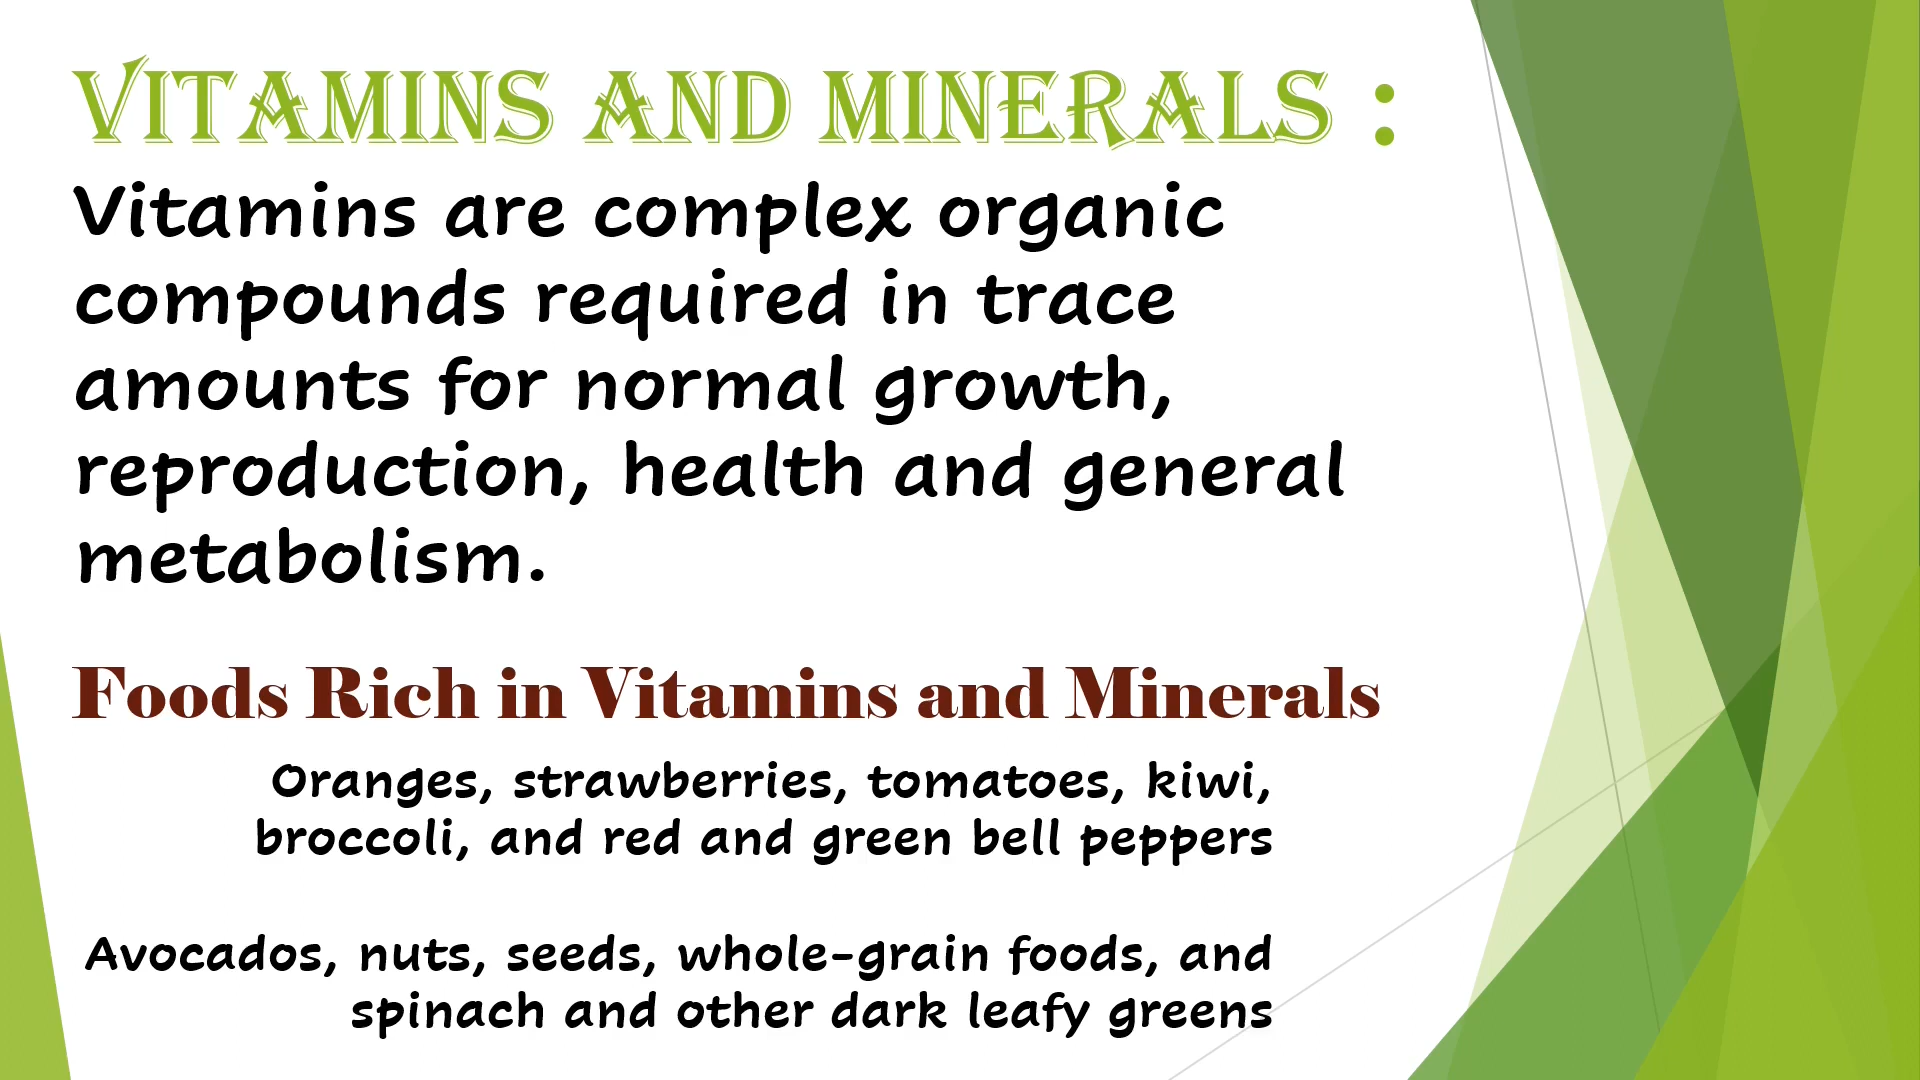 VITAMINS AND MINERALS :
Vitamins are complex organic
compounds required in trace
amounts for normal growth,
reproduction, health and general
metabolism.
Foods Rich in Vitamins and Minerals
Oranges, strawberries, tomatoes, kiwi,
broccoli, and red and green bell peppers
Avocados, nuts, seeds, whole-grain foods, and
spinach and other dark leafy greens